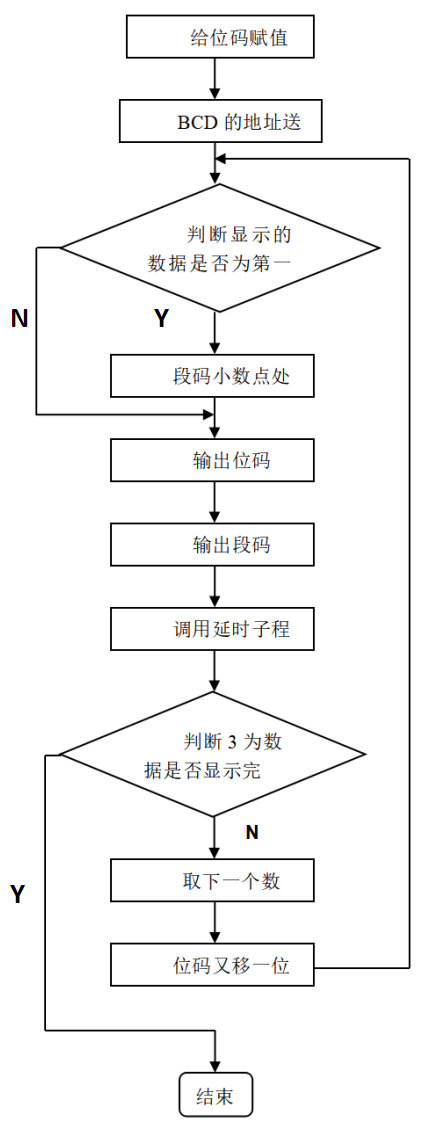 给位码赋值
BCD 的地址送
判断显示的
数据是否为第一
N
Y
段码小数点处
输出位码
输出段码
调用延时子程
判断 3 为数
据是否显示完
N
Y
取下一个数
位码又移一位
结束